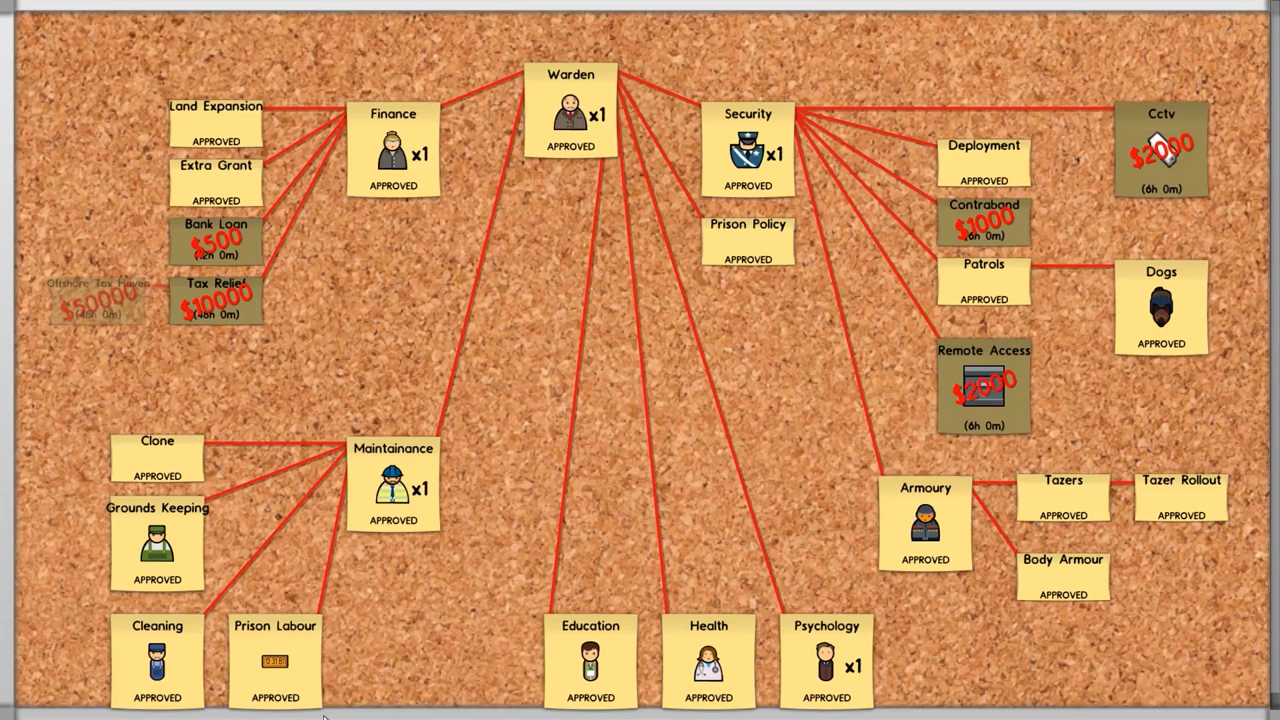 Warden
x1
APPROVED
Finance
x1
APPROVED
Land Expansion
APPROVED
Extra Grant
APPROVED
Bank Loan
$500
(12h 0m)
Tax Relief
$10000
(48h 0m)
Offshore Tax Haven
$50000
(48h 0m)
Security
x1
APPROVED
Prison Policy
APPROVED
Deployment
APPROVED
Contraband
$1000
(6h 0m)
Patrols
APPROVED
Remote Access
$2000
(6h 0m)
Cctv
$2000
(6h 0m)
Dogs
APPROVED
Maintainance
x1
APPROVED
Clone
APPROVED
Grounds Keeping
APPROVED
Cleaning
APPROVED
Prison Labour
12 31 81
APPROVED
Education
APPROVED
Health
APPROVED
Psychology
x1
APPROVED
Armoury
APPROVED
Tazers
APPROVED
Tazer Rollout
APPROVED
Body Armour
APPROVED